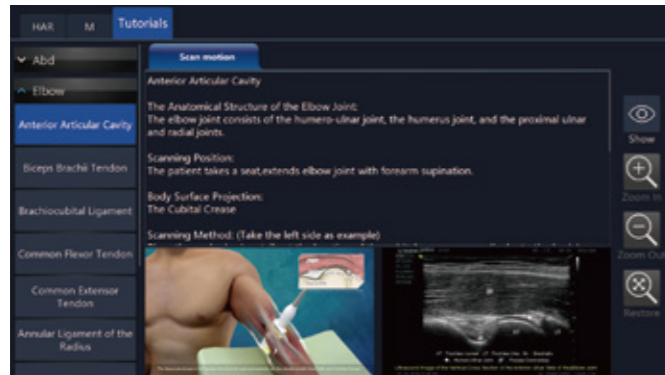 HAR M Tutorials
Abd
Elbow
Anterior Articular Cavity
Biceps Brachii Tendon
Brachiocubital Ligament
Common Flexor Tendon
Common Extensor
Tendon
Annular Ligament of the
Radius
Scan motion
Anterior Articular Cavity
The Anatomical Structure of the Elbow Joint:
The elbow joint consists of the humero-ulnar joint, the humerus joint, and the proximal ulnar
and radial joints.
Scanning Position:
The patient takes a seat,extends elbow joint with forearm supination.
Body Surface Projection:
The Cubital Crease
Scanning Method: (Take the left side as example)
Show
Zoom In
Zoom Out
Restore